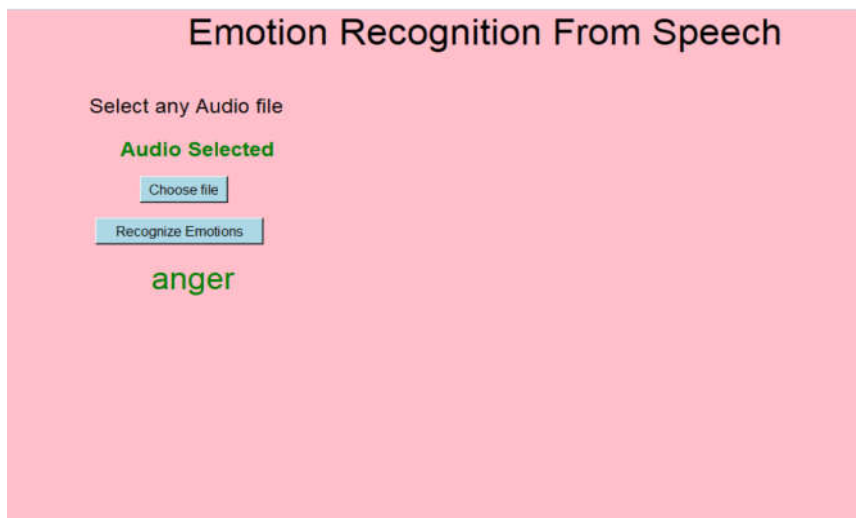 Emotion Recognition From Speech
Select any Audio file
Audio Selected
Choose file
Recognize Emotions
anger